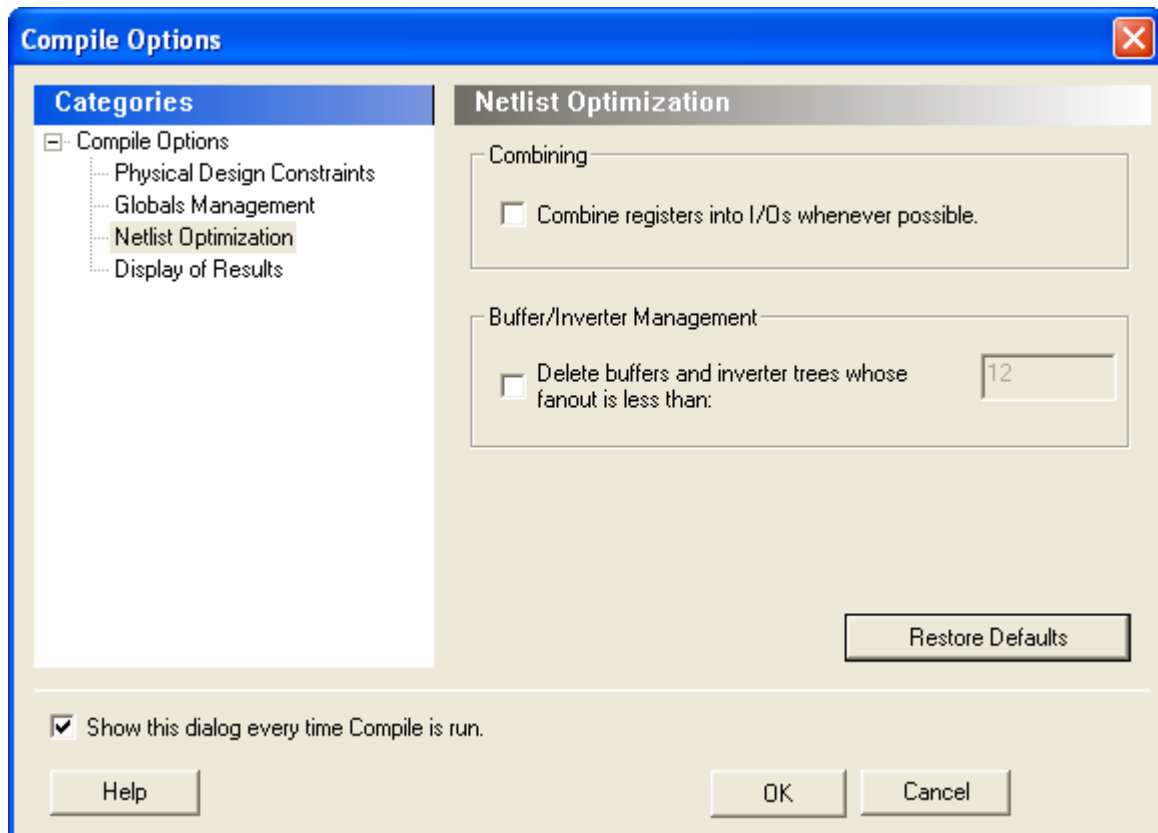 Compile Options
Categories
Compile Options
Physical Design Constraints
Globals Management
Netlist Optimization
Display of Results
Netlist Optimization
Combining
Combine registers into I/Os whenever possible.
Buffer/Inverter Management
Delete buffers and inverter trees whose
fanout is less than:
12
Restore Defaults
Show this dialog every time Compile is run.
Help
OK
Cancel